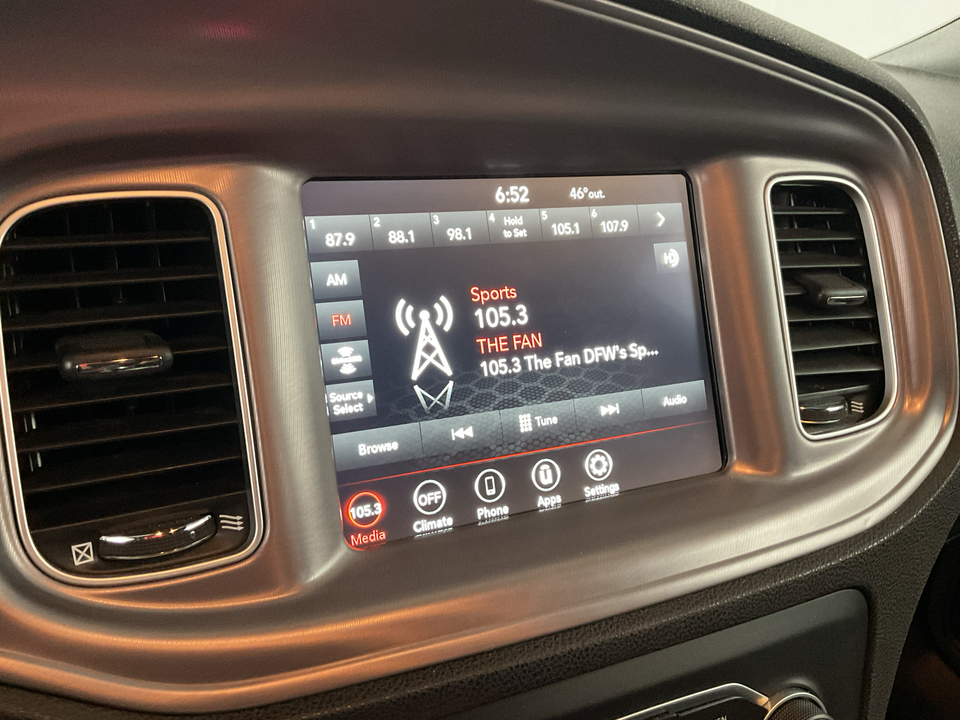 6:52 46°out.
1 87.9 2 88.1 3 98.1 4 Hold to Set 5 105.1 6 107.9
AM
FM
Source
Select
Sports
105.3
THE FAN
105.3 The Fan DFW's Sp...
Browse Tune Audio
105.3 OFF
Media Climate Phone Apps Settings